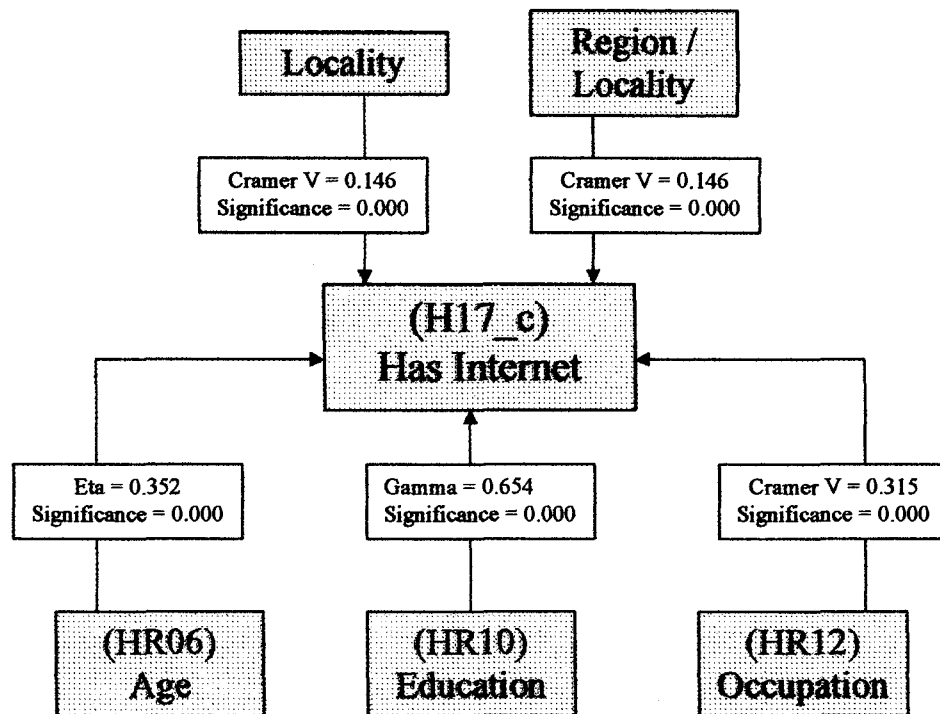 Locality
Region /
Locality
Cramer V = 0.146
Significance = 0.000
Cramer V = 0.146
Significance = 0.000
(H17_c)
Has Internet
Eta = 0.352
Significance = 0.000
Gamma = 0.654
Significance = 0.000
Cramer V = 0.315
Significance = 0.000
(HR06)
Age
(HR10)
Education
(HR12)
Occupation